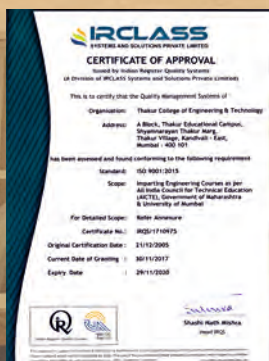 IRCLASS
SYSTEMS AND SOLUTIONS PRIVATE LIMITED
CERTIFICATE OF APPROVAL
Issued by Indian Register Quality Systems
(A Division of IRCLASS Systems and Solutions Private Limited)
This is to certify that the Quality Management Systems of
Organisation: Thakur College of Engineering & Technology
Address: A Block, Thakur Educational Campus,
Shyamnarayan Thakur Marg,
Thakur Village, Kandivali - East,
Mumbai - 400 101
has been assessed and found conforming to the following requirement
Standard: ISO 9001:2015
Scope: Imparting Engineering Courses as per
All India Council for Technical Education
(AICTE), Government of Maharashtra
& University of Mumbai
For Detailed Scope: Refer Annexure
Certificate No.: IRQS/1710975
Original Certification Date: 21/12/2005
Current Date of Granting: 30/11/2017
Expiry Date: 29/11/2020
Shashi Nath Mishra
Head IRQS